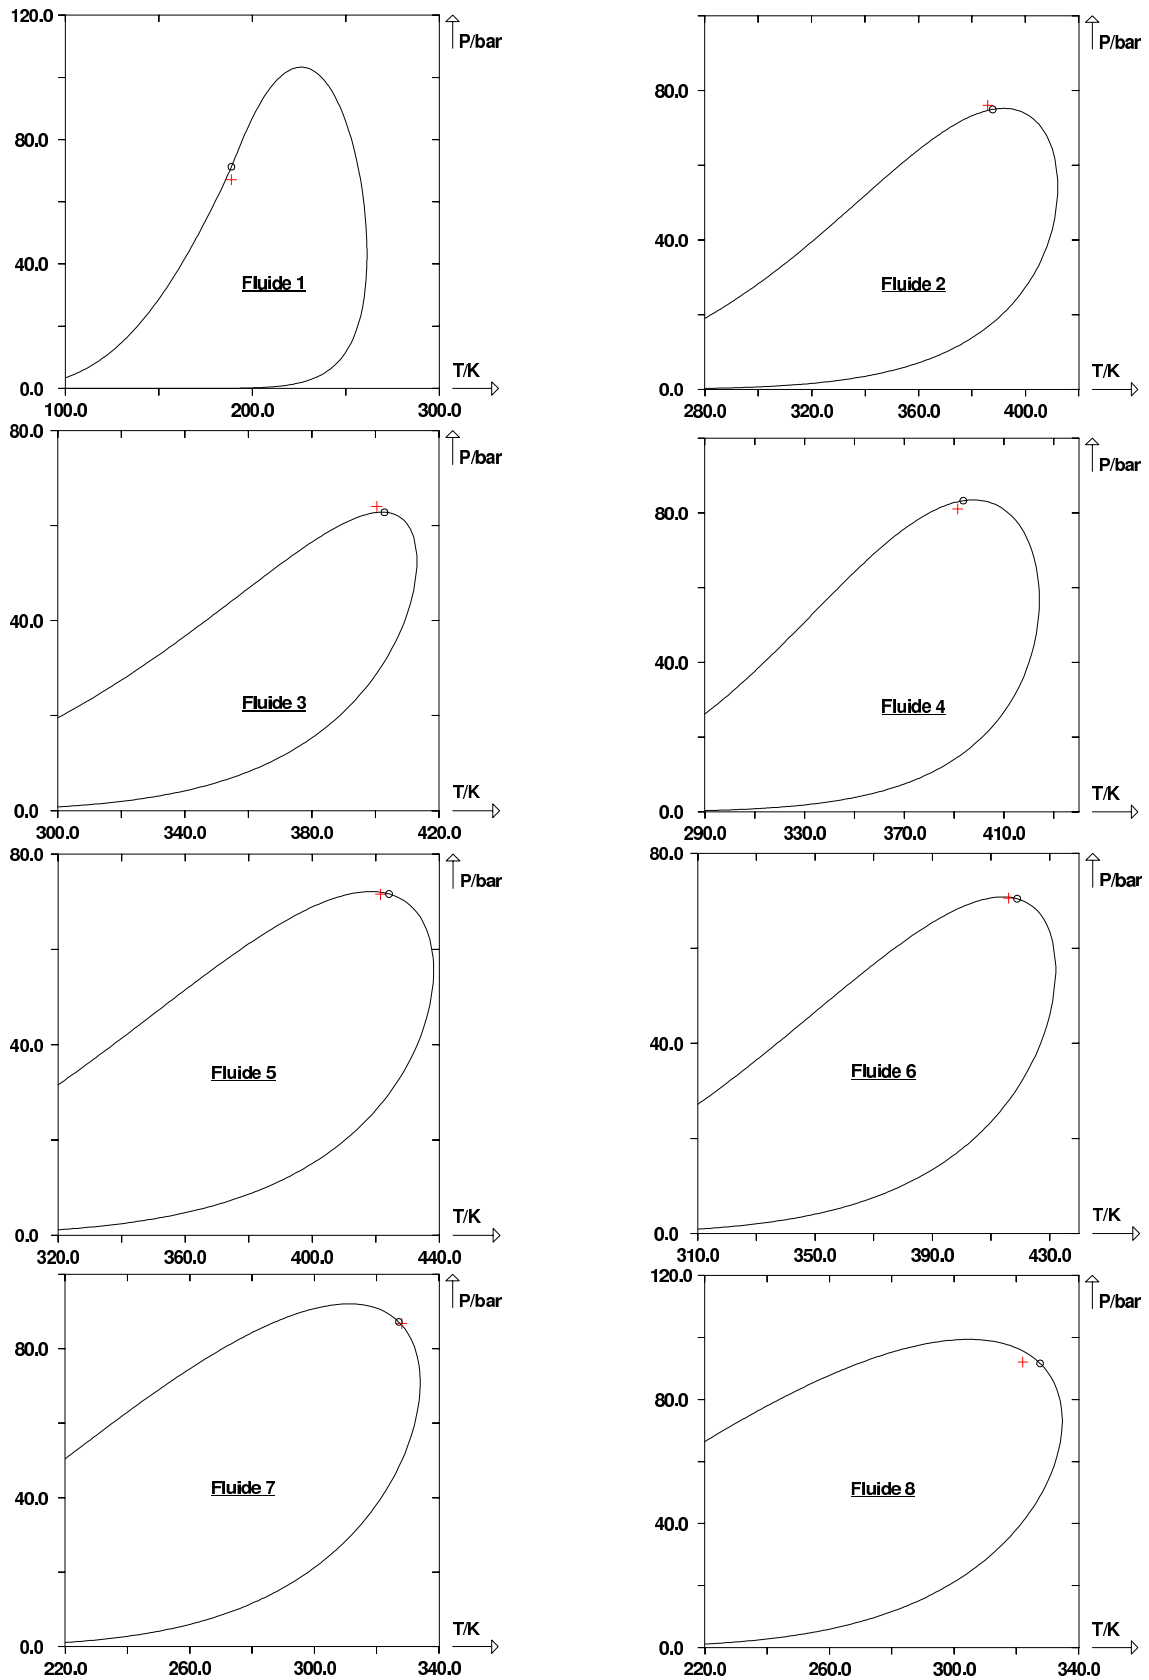 120.0
P/bar
80.0
40.0
Fluide 1
T/K
0.0
100.0 200.0 300.0
P/bar
80.0
40.0
Fluide 2
T/K
0.0
280.0 320.0 360.0 400.0
80.0
P/bar
40.0
Fluide 3
T/K
0.0
300.0 340.0 380.0 420.0
P/bar
80.0
40.0
Fluide 4
T/K
0.0
290.0 330.0 370.0 410.0
80.0
P/bar
40.0
Fluide 5
T/K
0.0
320.0 360.0 400.0 440.0
80.0
P/bar
40.0
Fluide 6
T/K
0.0
310.0 350.0 390.0 430.0
P/bar
80.0
40.0
Fluide 7
T/K
0.0
220.0 260.0 300.0 340.0
120.0
P/bar
80.0
40.0
Fluide 8
T/K
0.0
220.0 260.0 300.0 340.0